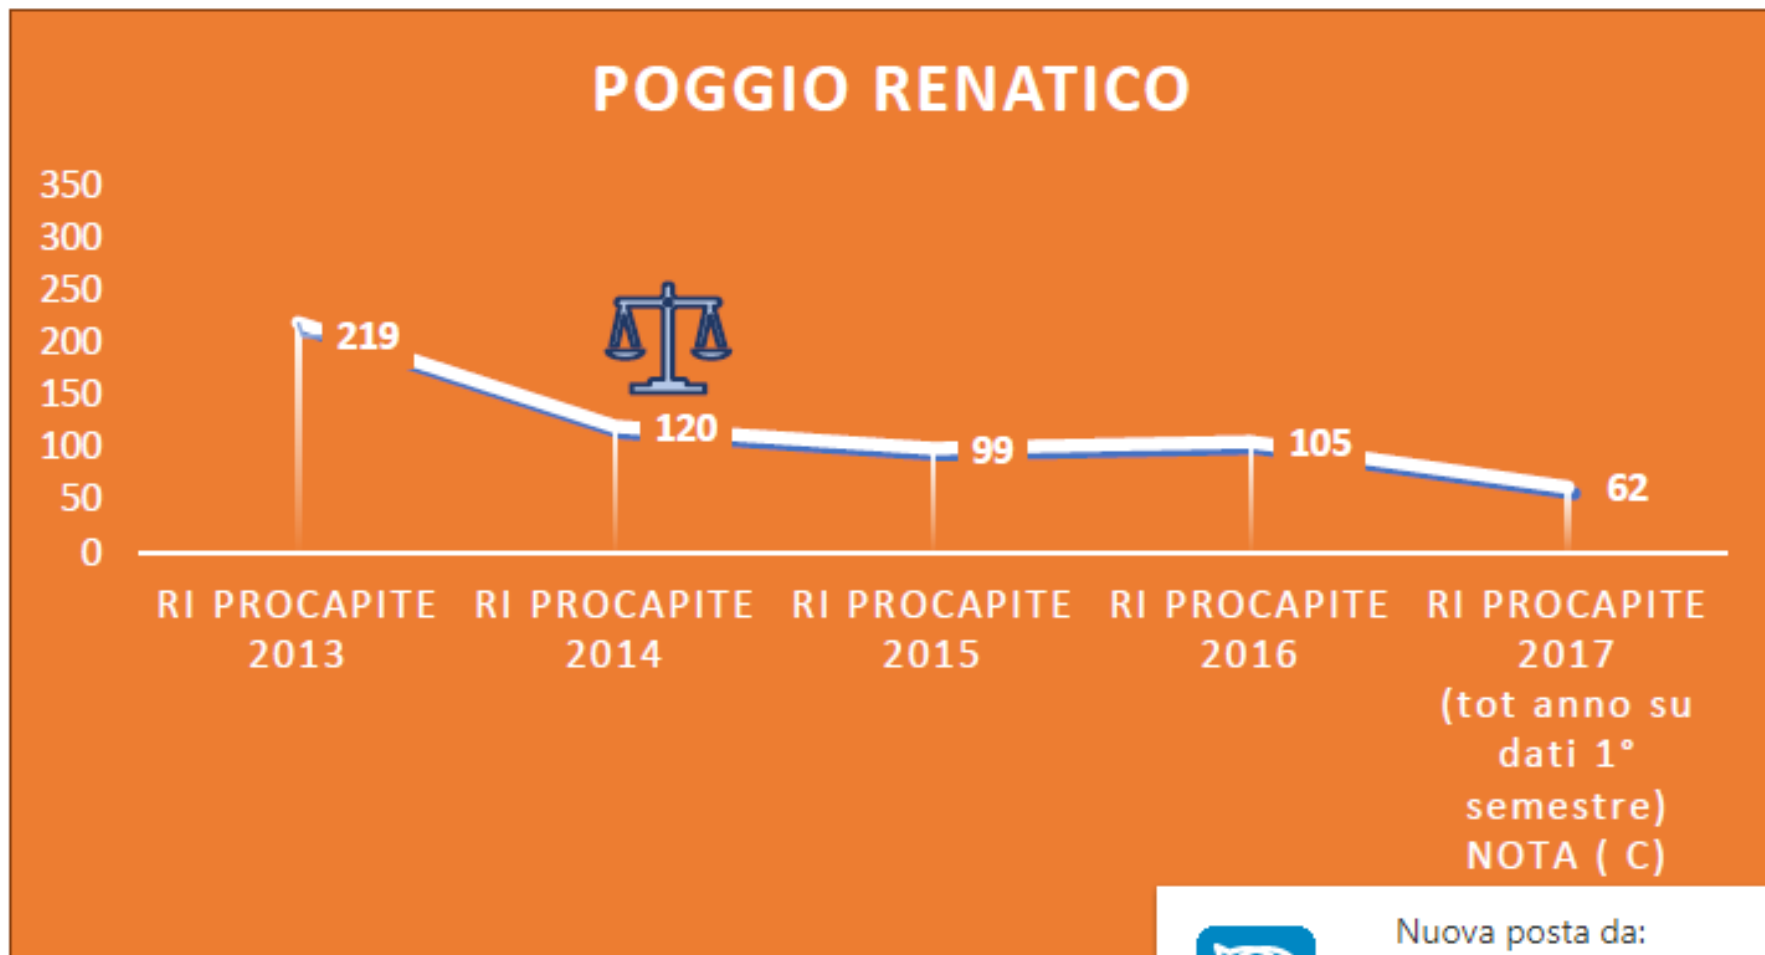 POGGIO RENATICO
350
300
250
200
150
100
50
0
219
120
99
105
62
RI PROCAPITE
2013
RI PROCAPITE
2014
RI PROCAPITE
2015
RI PROCAPITE
2016
RI PROCAPITE
2017
(tot anno su
dati 1°
semestre)
NOTA ( C)
Nuova posta da: